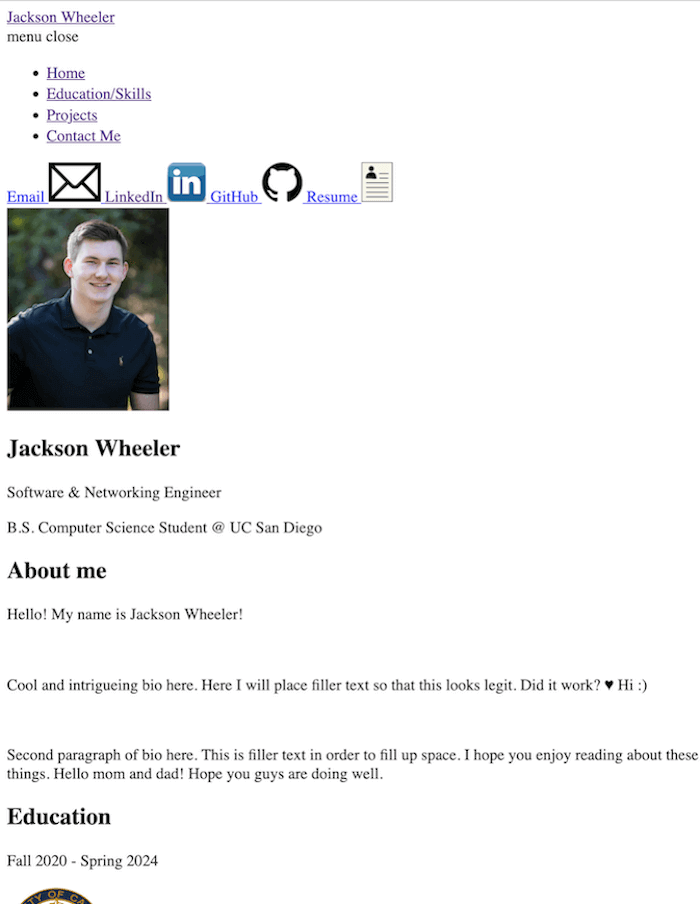 Jackson Wheeler
menu close
Home
Education/Skills
Projects
Contact Me
Email LinkedIn in GitHub Resume
Jackson Wheeler
Software & Networking Engineer
B.S. Computer Science Student @ UC San Diego
About me
Hello! My name is Jackson Wheeler!
Cool and intrigueing bio here. Here I will place filler text so that this looks legit. Did it work? ♥ Hi :)
Second paragraph of bio here. This is filler text in order to fill up space. I hope you enjoy reading about these
things. Hello mom and dad! Hope you guys are doing well.
Education
Fall 2020 - Spring 2024
TY OF CA